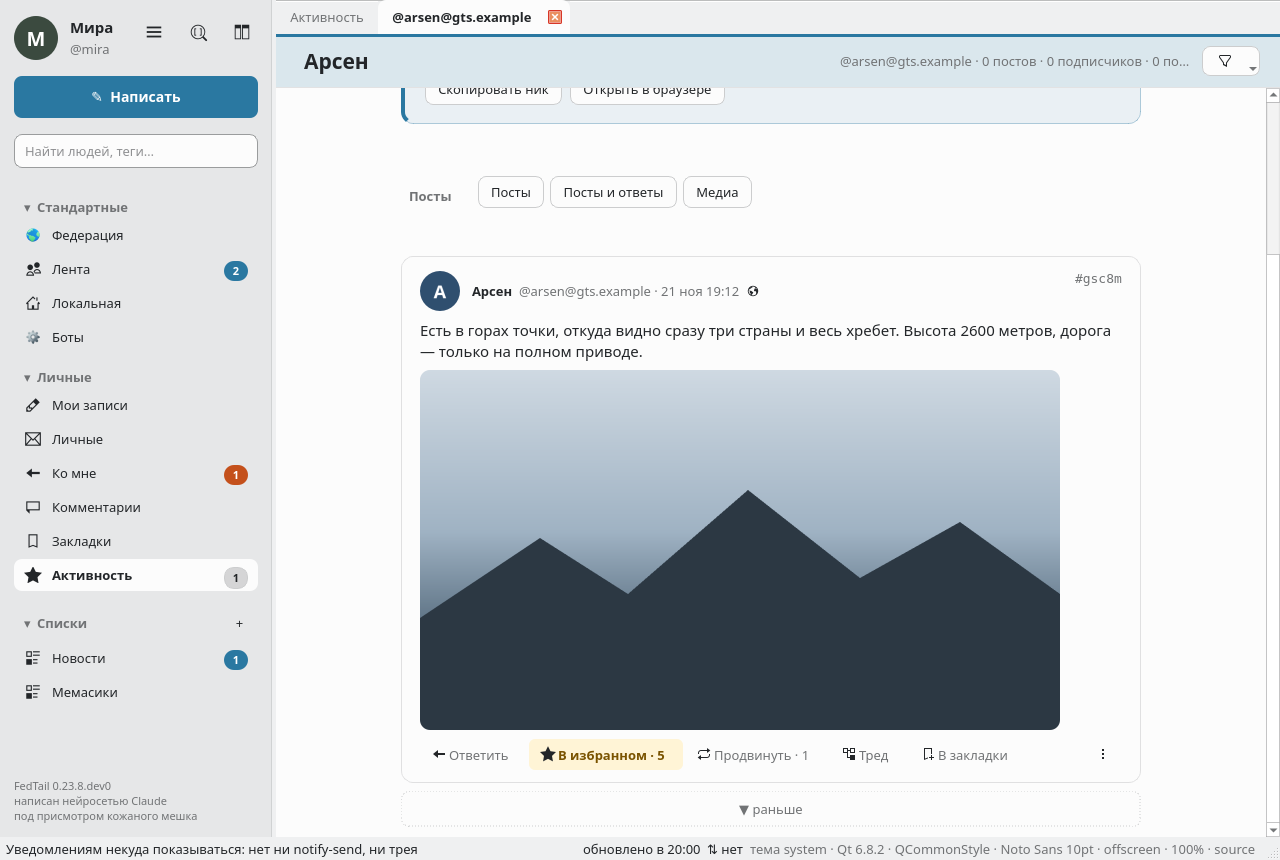 М
Мира
@mira
✎ Написать
Найти людей, теги...
▼ Стандартные
Федерация
Лента 2
Локальная
Боты
▼ Личные
Мои записи
Личные
Ко мне 1
Комментарии
Закладки
Активность 1
▼ Списки +
Новости 1
Мемасики
FedTail 0.23.8.dev0
написан нейросетью Claude
под присмотром кожаного мешка
Активность
@arsen@gts.example
Арсен
@arsen@gts.example · 0 постов · 0 подписчиков · 0 по...
Скопировать ник Открыть в браузере
Посты Посты Посты и ответы Медиа
А
Арсен @arsen@gts.example · 21 ноя 19:12
#gsc8m
Есть в горах точки, откуда видно сразу три страны и весь хребет. Высота 2600 метров, дорога
— только на полном приводе.
Ответить В избранном · 5 Продвинуть · 1 Тред В закладки
▼ раньше
Уведомлениям некуда показываться: нет ни notify-send, ни трея
обновлено в 20:00 ⇅ нет тема system · Qt 6.8.2 · QCommonStyle · Noto Sans 10pt · offscreen · 100% · source